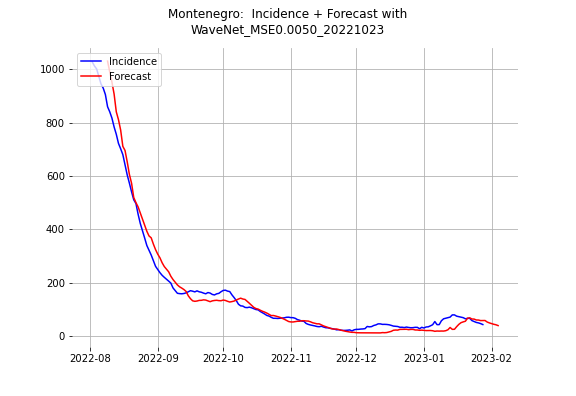 Montenegro:  Incidence + Forecast with
WaveNet_MSE0.0050_20221023
Incidence
Forecast
1000
800
600
400
200
0
2022-08 2022-09 2022-10 2022-11 2022-12 2023-01 2023-02